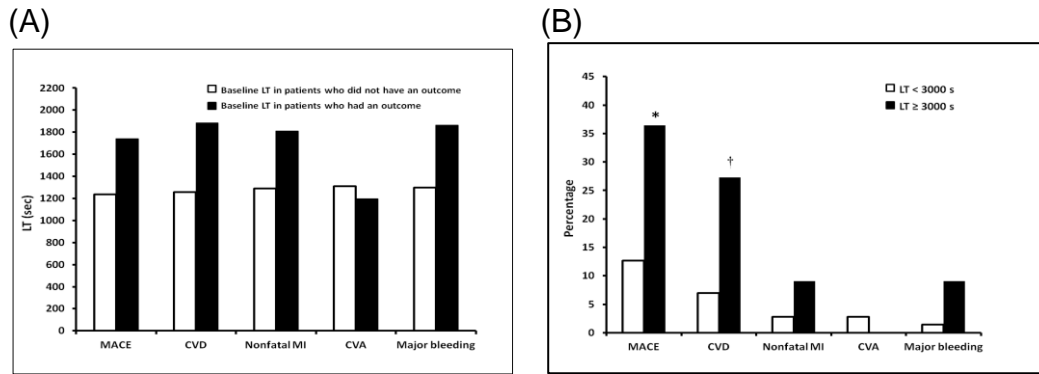 (A)
Baseline LT in patients who did not have an outcome
Baseline LT in patients who had an outcome
LT (sec)
2200
2000
1800
1600
1400
1200
1000
800
600
400
200
0
MACE CVD Nonfatal MI CVA Major bleeding
(B)
LT < 3000 s
LT ≥ 3000 s
Percentage
45
40
35
30
25
20
15
10
5
0
*
†
MACE CVD Nonfatal MI CVA Major bleeding